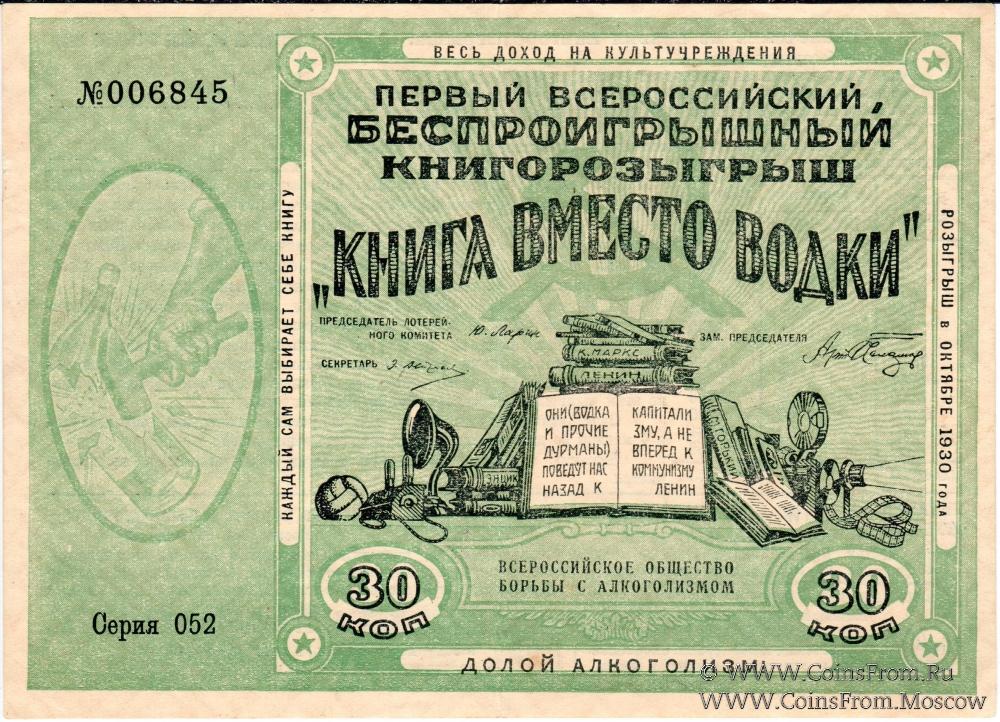 №006845
Серия 052
ВЕСЬ ДОХОД НА КУЛЬТУЧРЕЖДЕНИЯ
КАЖДЫЙ САМ ВЫБИРАЕТ СЕБЕ КНИГУ
ПЕРВЫЙ ВСЕРОССИЙСКИЙ
БЕСПРОИГРЫШНЫЙ
КНИГОРОЗЫГРЫШ
"КНИГА ВМЕСТО ВОДКИ"
ПРЕДСЕДАТЕЛЬ ЛОТЕРЕЙ-
НОГО КОМИТЕТА
Ю. Ларин
СЕКРЕТАРЬ
ЗАМ. ПРЕДСЕДАТЕЛЯ
К. МАРКС
ЛЕНИН
ОНИ (ВОДКА
И ПРОЧИЕ
ДУРМАНЫ)
ПОВЕДУТ НАС
НАЗАД К
КАПИТАЛИ
ЗМУ, А НЕ
ВПЕРЕД К
КОММУНИЗМУ
ЛЕНИН
М. ГОРЬКИЙ
РОЗЫГРЫШ В ОКТЯБРЕ 1930 ГОДА
30
КОП
ВСЕРОССИЙСКОЕ ОБЩЕСТВО
БОРЬБЫ С АЛКОГОЛИЗМОМ
30
КОП
ДОЛОЙ АЛКОГОЛИЗМ!
© WWW.CoinsFrom.Ru
WWW.CoinsFrom.Moscow